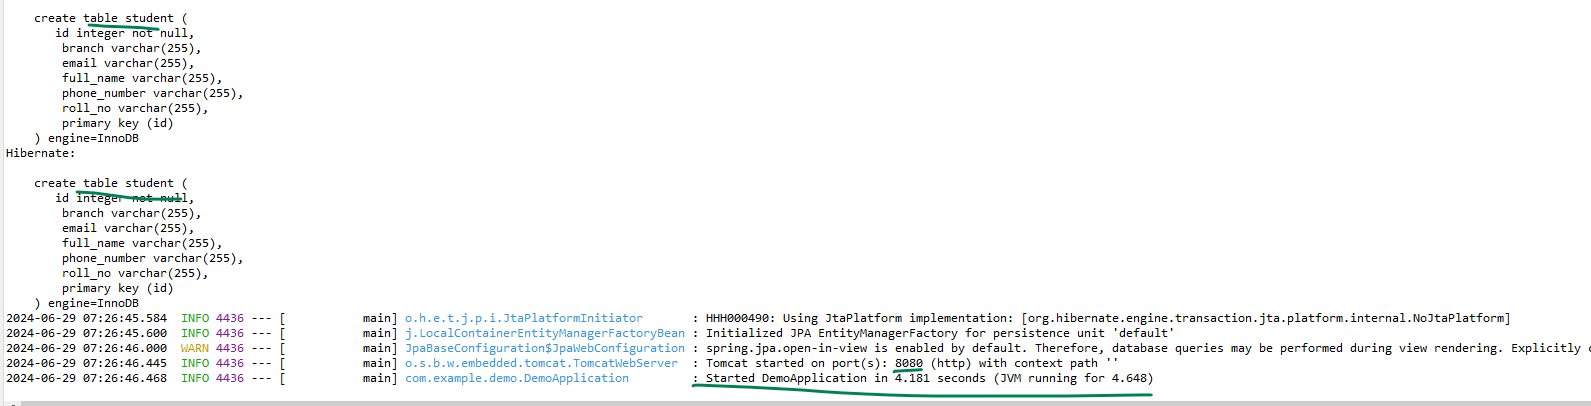 create table student (
id integer not null,
branch varchar(255),
email varchar(255),
full_name varchar(255),
phone_number varchar(255),
roll_no varchar(255),
primary key (id)
) engine=InnoDB
Hibernate:
create table student (
id integer not null,
branch varchar(255),
email varchar(255),
full_name varchar(255),
phone_number varchar(255),
roll_no varchar(255),
primary key (id)
) engine=InnoDB
2024-06-29 07:26:45.584 INFO 4436 --- [ main] o.h.e.t.j.p.i.JtaPlatformInitiator : HHH000490: Using JtaPlatform implementation: [org.hibernate.engine.transaction.jta.platform.internal.NoJtaPlatform]
2024-06-29 07:26:45.600 INFO 4436 --- [ main] j.LocalContainerEntityManagerFactoryBean : Initialized JPA EntityManagerFactory for persistence unit 'default'
2024-06-29 07:26:46.000 WARN 4436 --- [ main] JpaBaseConfiguration$JpaWebConfiguration : spring.jpa.open-in-view is enabled by default. Therefore, database queries may be performed during view rendering. Explicitly
2024-06-29 07:26:46.445 INFO 4436 --- [ main] o.s.b.w.embedded.tomcat.TomcatWebServer : Tomcat started on port(s): 8080 (http) with context path ''
2024-06-29 07:26:46.468 INFO 4436 --- [ main] com.example.demo.DemoApplication : Started DemoApplication in 4.181 seconds (JVM running for 4.648)